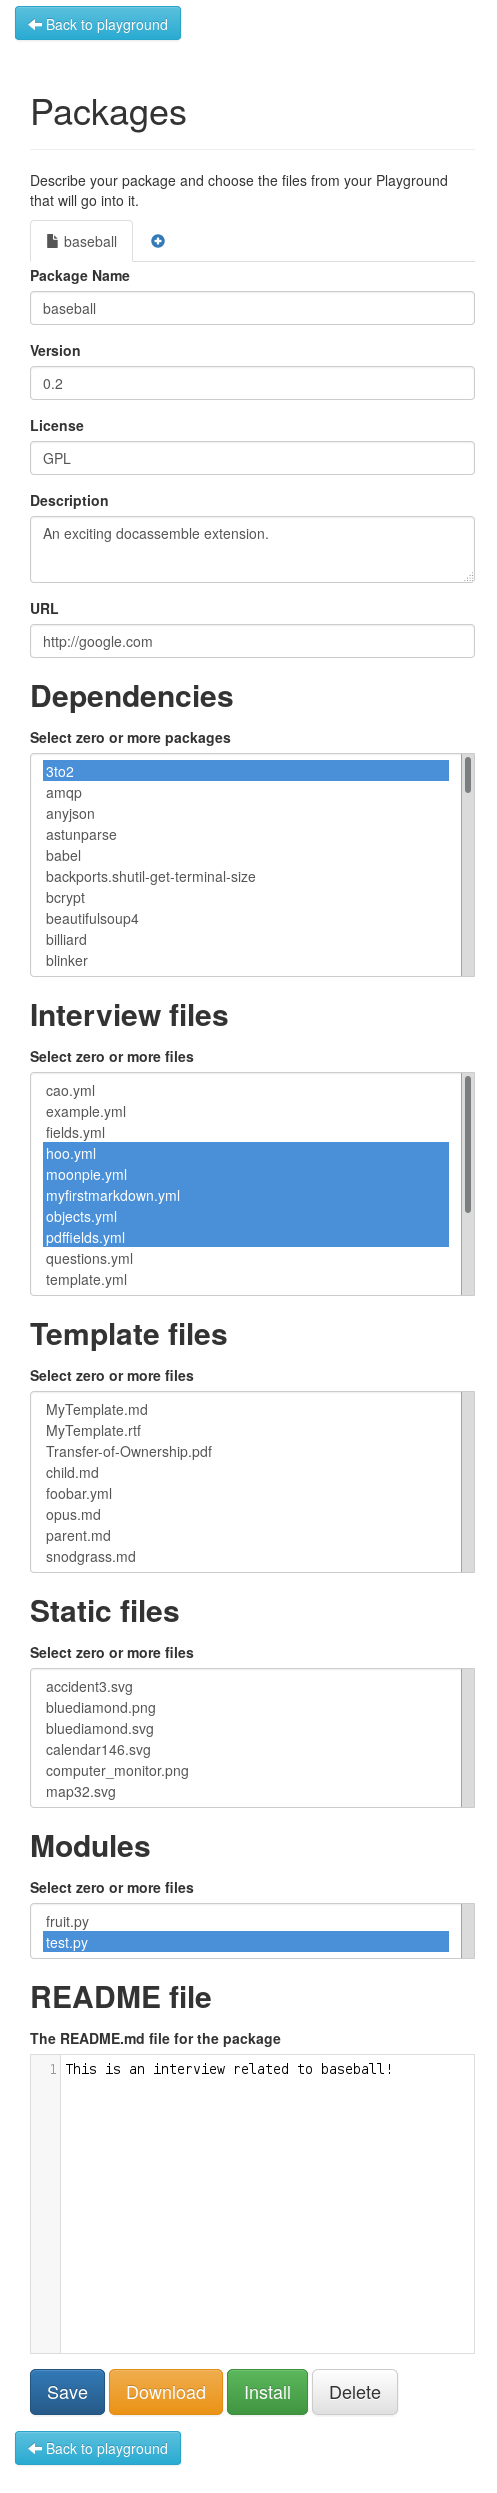 Back to playground
Packages
Describe your package and choose the files from your Playground
that will go into it.
baseball
Package Name
baseball
Version
0.2
License
GPL
Description
An exciting docassemble extension.
URL
http://google.com
Dependencies
Select zero or more packages
3to2
amqp
anyjson
astunparse
babel
backports.shutil-get-terminal-size
bcrypt
beautifulsoup4
billiard
blinker
Interview files
Select zero or more files
cao.yml
example.yml
fields.yml
hoo.yml
moonpie.yml
myfirstmarkdown.yml
objects.yml
pdffields.yml
questions.yml
template.yml
Template files
Select zero or more files
MyTemplate.md
MyTemplate.rtf
Transfer-of-Ownership.pdf
child.md
foobar.yml
opus.md
parent.md
snodgrass.md
Static files
Select zero or more files
accident3.svg
bluediamond.png
bluediamond.svg
calendar146.svg
computer_monitor.png
map32.svg
Modules
Select zero or more files
fruit.py
test.py
README file
The README.md file for the package
1 This is an interview related to baseball!
Save Download Install Delete
Back to playground